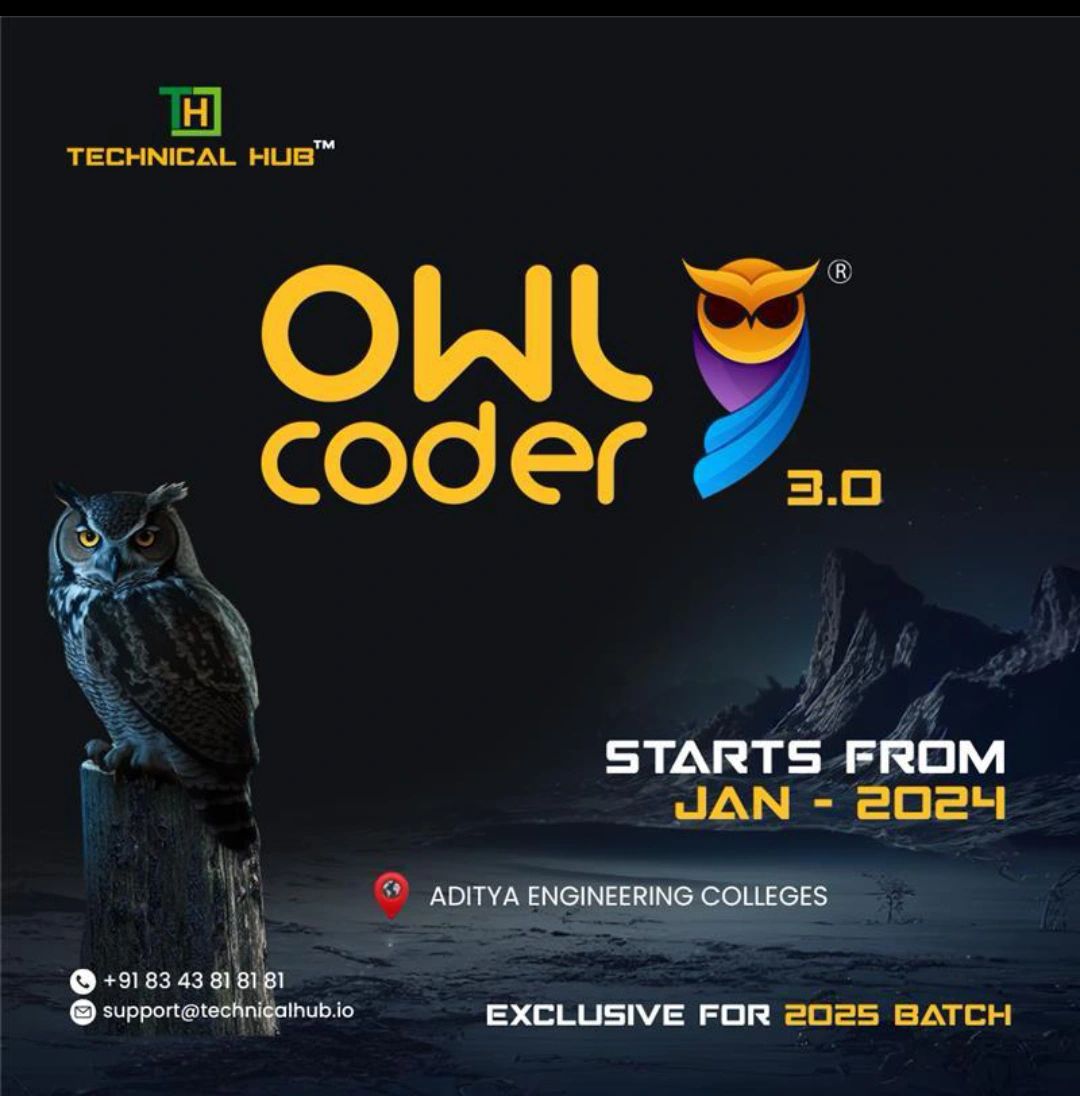 TH
TECHNICAL HUB™
OWL
coder
®
3.0
STARTS FROM
JAN - 2024
ADITYA ENGINEERING COLLEGES
+91 83 43 81 81 81
support@technicalhub.io
EXCLUSIVE FOR 2025 BATCH